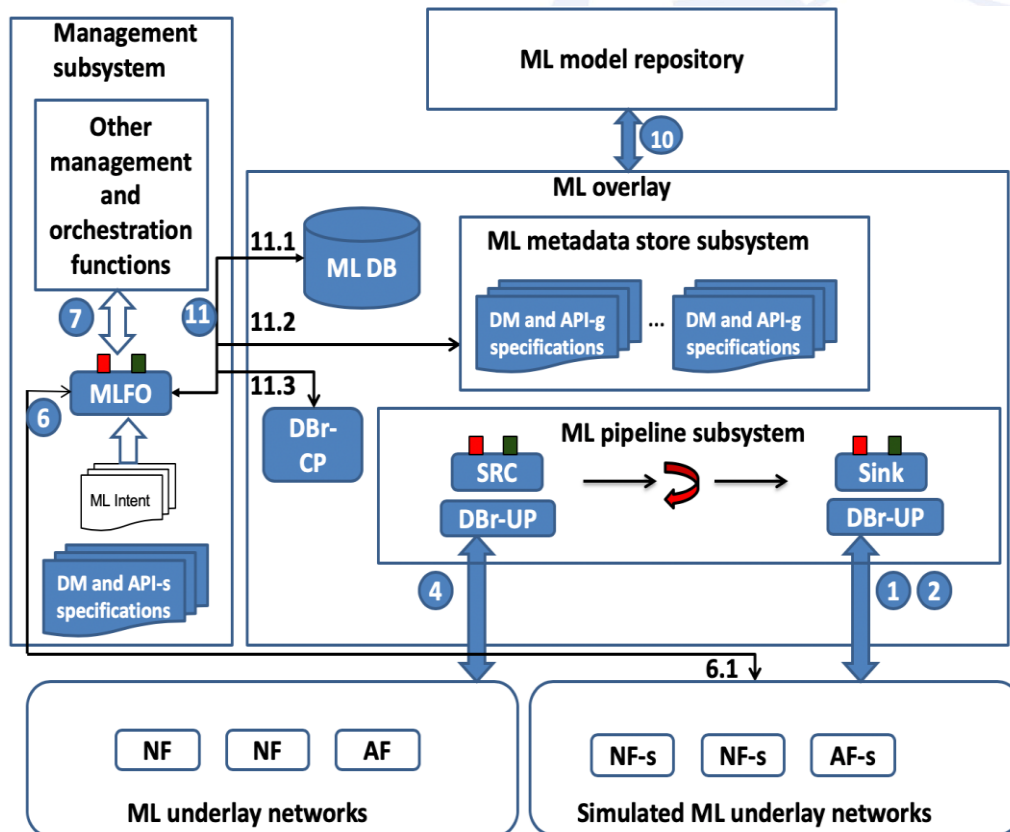 Management
subsystem
Other
management
and
orchestration
functions
7
11
MLFO
6
ML Intent
DM and API-s
specifications
ML model repository
10
ML overlay
11.1
ML DB
11.2
11.3
DBr-
CP
ML metadata store subsystem
DM and API-g
specifications
...
DM and API-g
specifications
ML pipeline subsystem
SRC
Sink
DBr-UP
DBr-UP
4
1
2
6.1
NF
NF
AF
ML underlay networks
NF-s
NF-s
AF-s
Simulated ML underlay networks